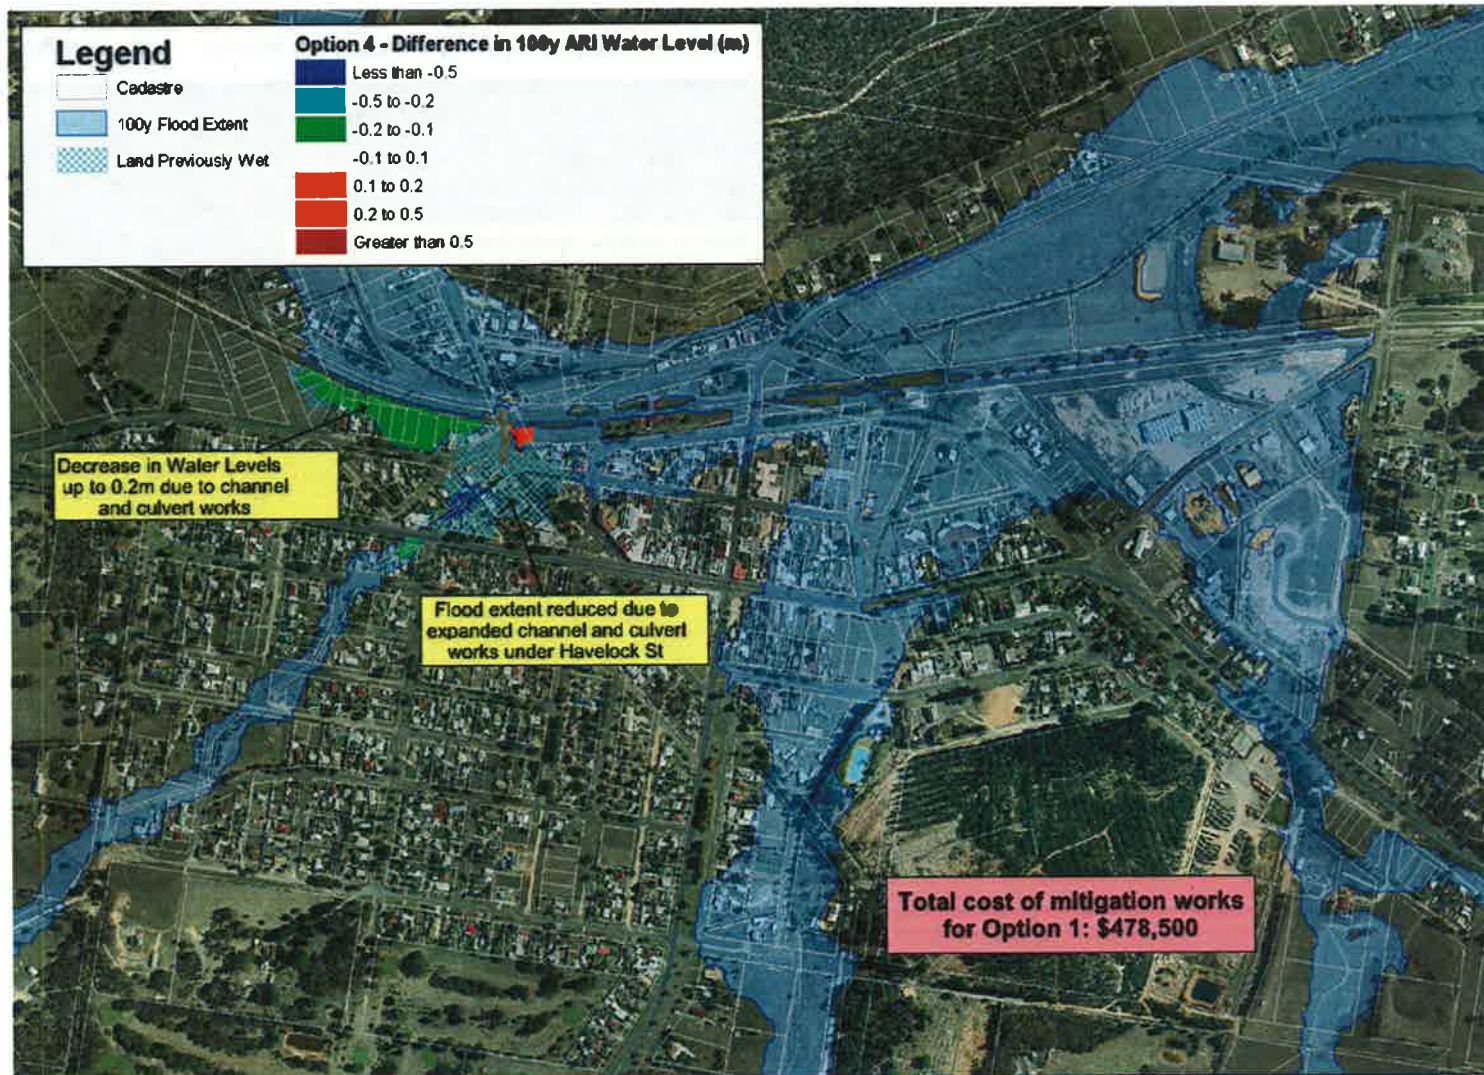 Legend
Cadastre
100y Flood Extent
Land Previously Wet
Option 4 - Difference in 100y ARI Water Level (m)
Less than -0.5
-0.5 to -0.2
-0.2 to -0.1
-0.1 to 0.1
0.1 to 0.2
0.2 to 0.5
Greater than 0.5
Decrease in Water Levels
up to 0.2m due to channel
and culvert works
Flood extent reduced due to
expanded channel and culvert
works under Havelock St
Total cost of mitigation works
for Option 1: $478,500